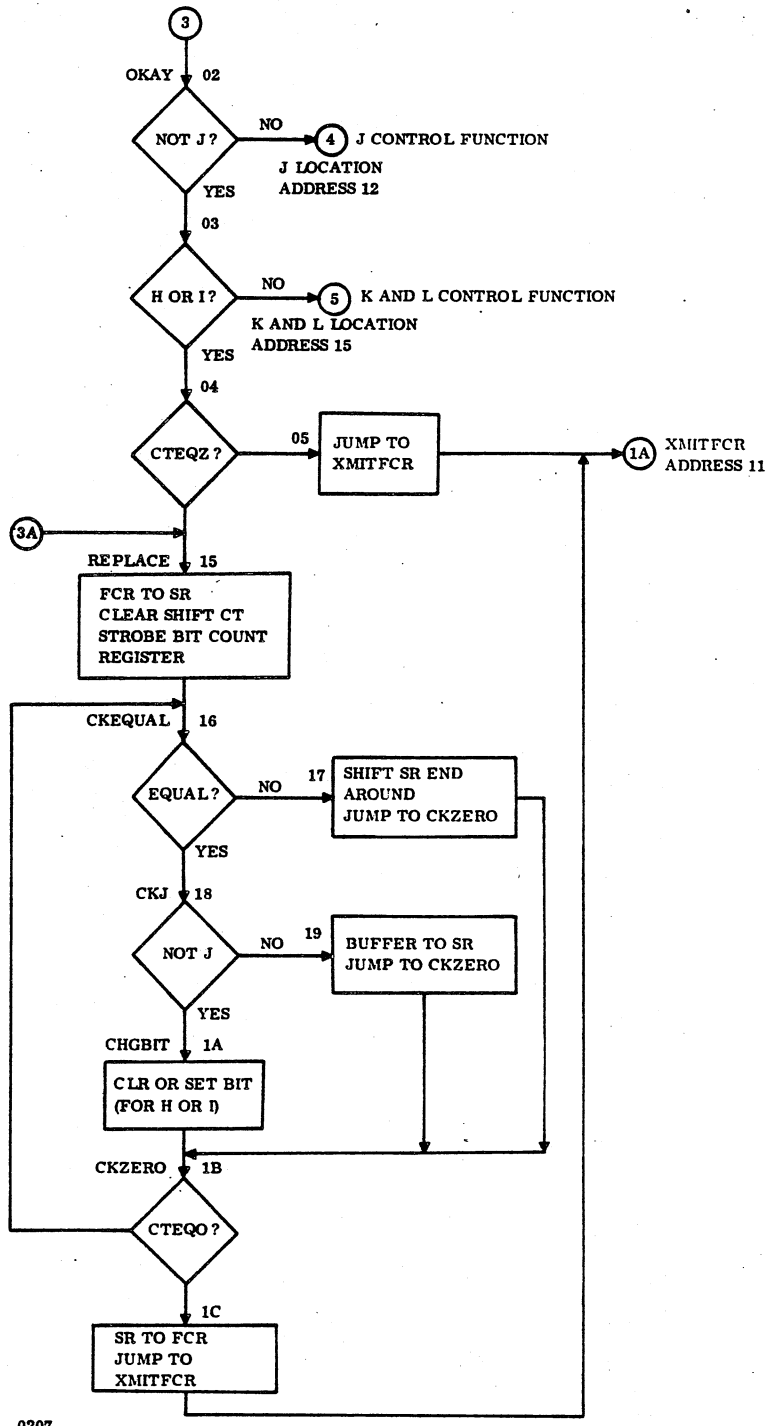 3
OKAY 02
NOT J?
NO
4 J CONTROL FUNCTION
J LOCATION
ADDRESS 12
YES
03
H OR I?
NO
5 K AND L CONTROL FUNCTION
K AND L LOCATION
ADDRESS 15
YES
04
CTEQZ?
05
JUMP TO
XMITFCR
1A
XMITFCR
ADDRESS 11
3A
REPLACE 15
FCR TO SR
CLEAR SHIFT CT
STROBE BIT COUNT
REGISTER
CKEQUAL 16
EQUAL?
NO
17
SHIFT SR END
AROUND
JUMP TO CKZERO
YES
CKJ 18
NOT J
NO
19
BUFFER TO SR
JUMP TO CKZERO
YES
CHGBIT 1A
CLR OR SET BIT
(FOR H OR I)
CKZERO 1B
CTEQO?
1C
SR TO FCR
JUMP TO
XMITFCR